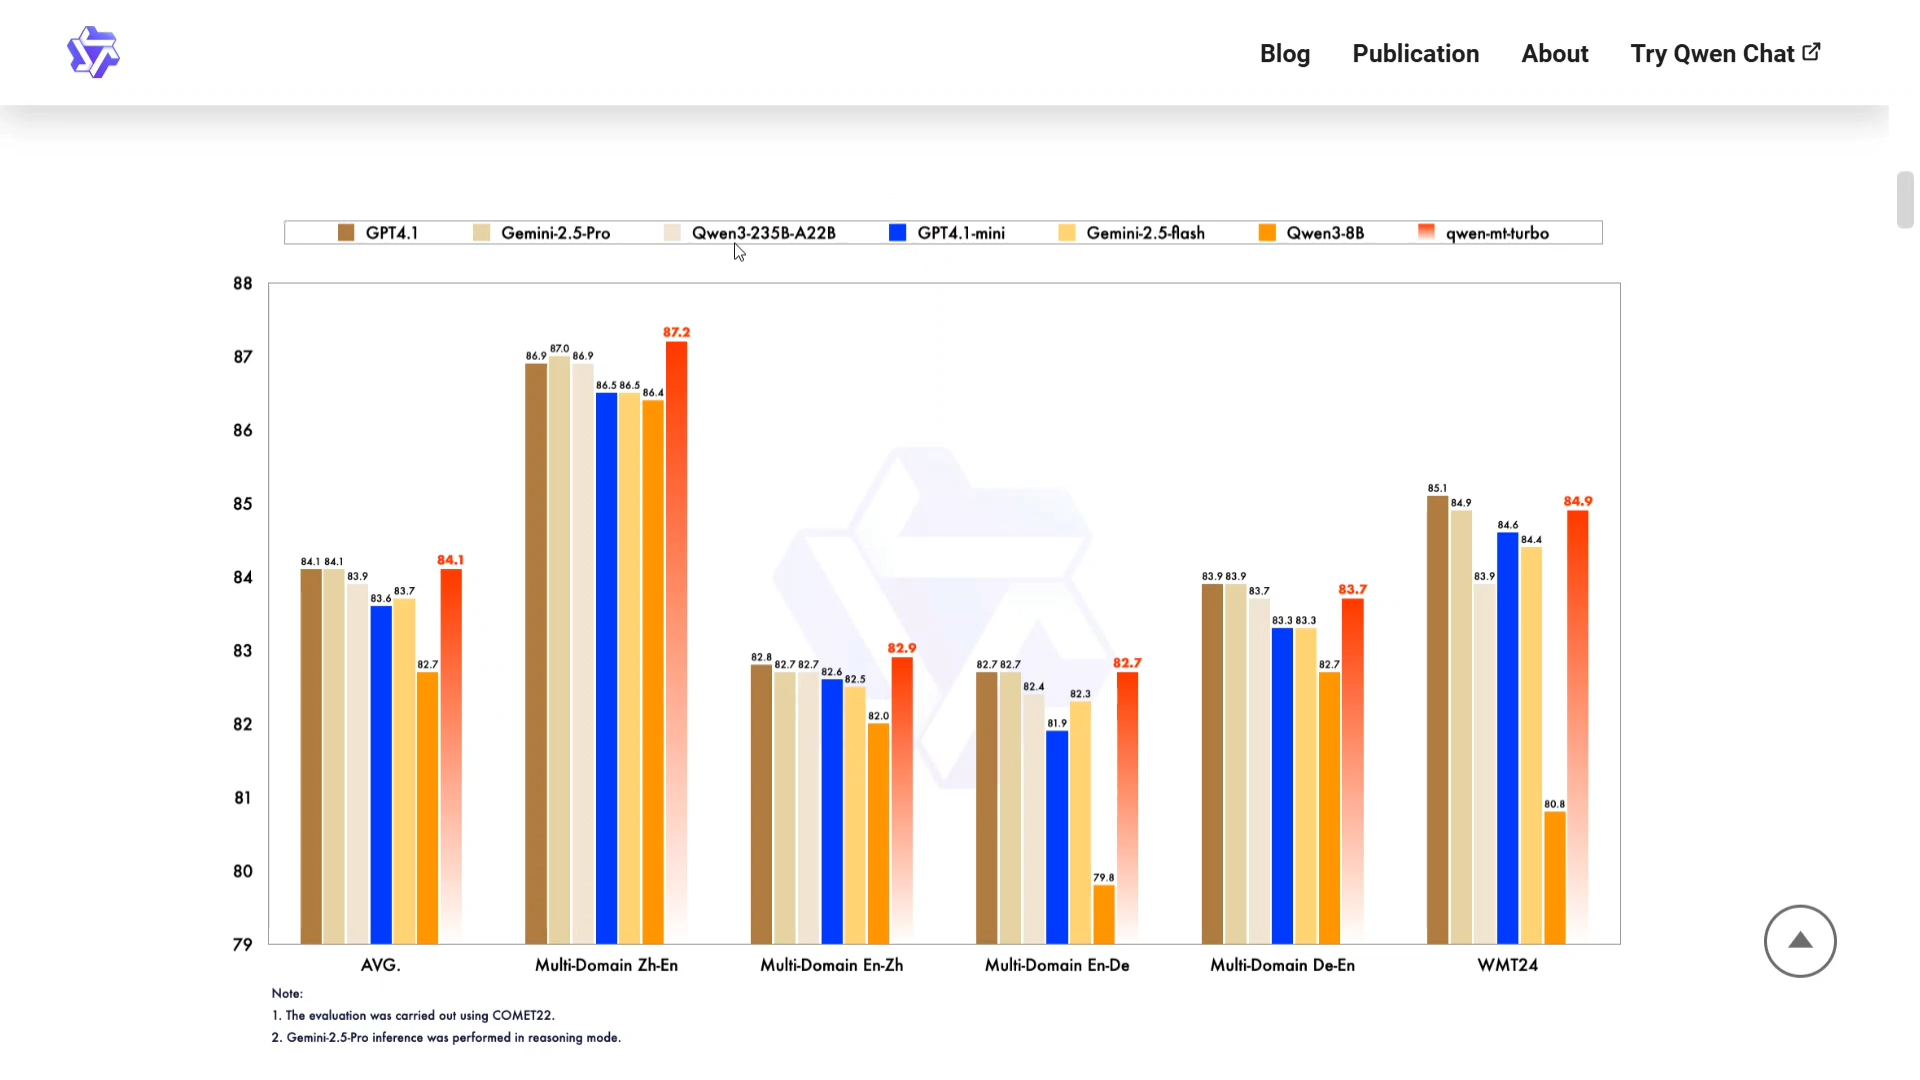 Blog Publication About Try Qwen Chat
GPT4.1 Gemini-2.5-Pro Qwen3-235B-A22B GPT4.1-mini Gemini-2.5-flash Qwen3-8B qwen-mt-turbo
88
87
86
85
84
83
82
81
80
79
84.1 84.1 83.9 83.6 83.7 82.7 84.1
86.9 87.0 86.9 86.5 86.5 86.4 87.2
82.8 82.7 82.7 82.6 82.5 82.0 82.9
82.7 82.7 82.4 81.9 82.3 79.8 82.7
83.9 83.9 83.7 83.3 83.3 82.7 83.7
85.1 84.9 83.9 84.6 84.4 80.8 84.9
AVG. Multi-Domain Zh-En Multi-Domain En-Zh Multi-Domain En-De Multi-Domain De-En WMT24
Note:
1. The evaluation was carried out using COMET22.
2. Gemini-2.5-Pro inference was performed in reasoning mode.